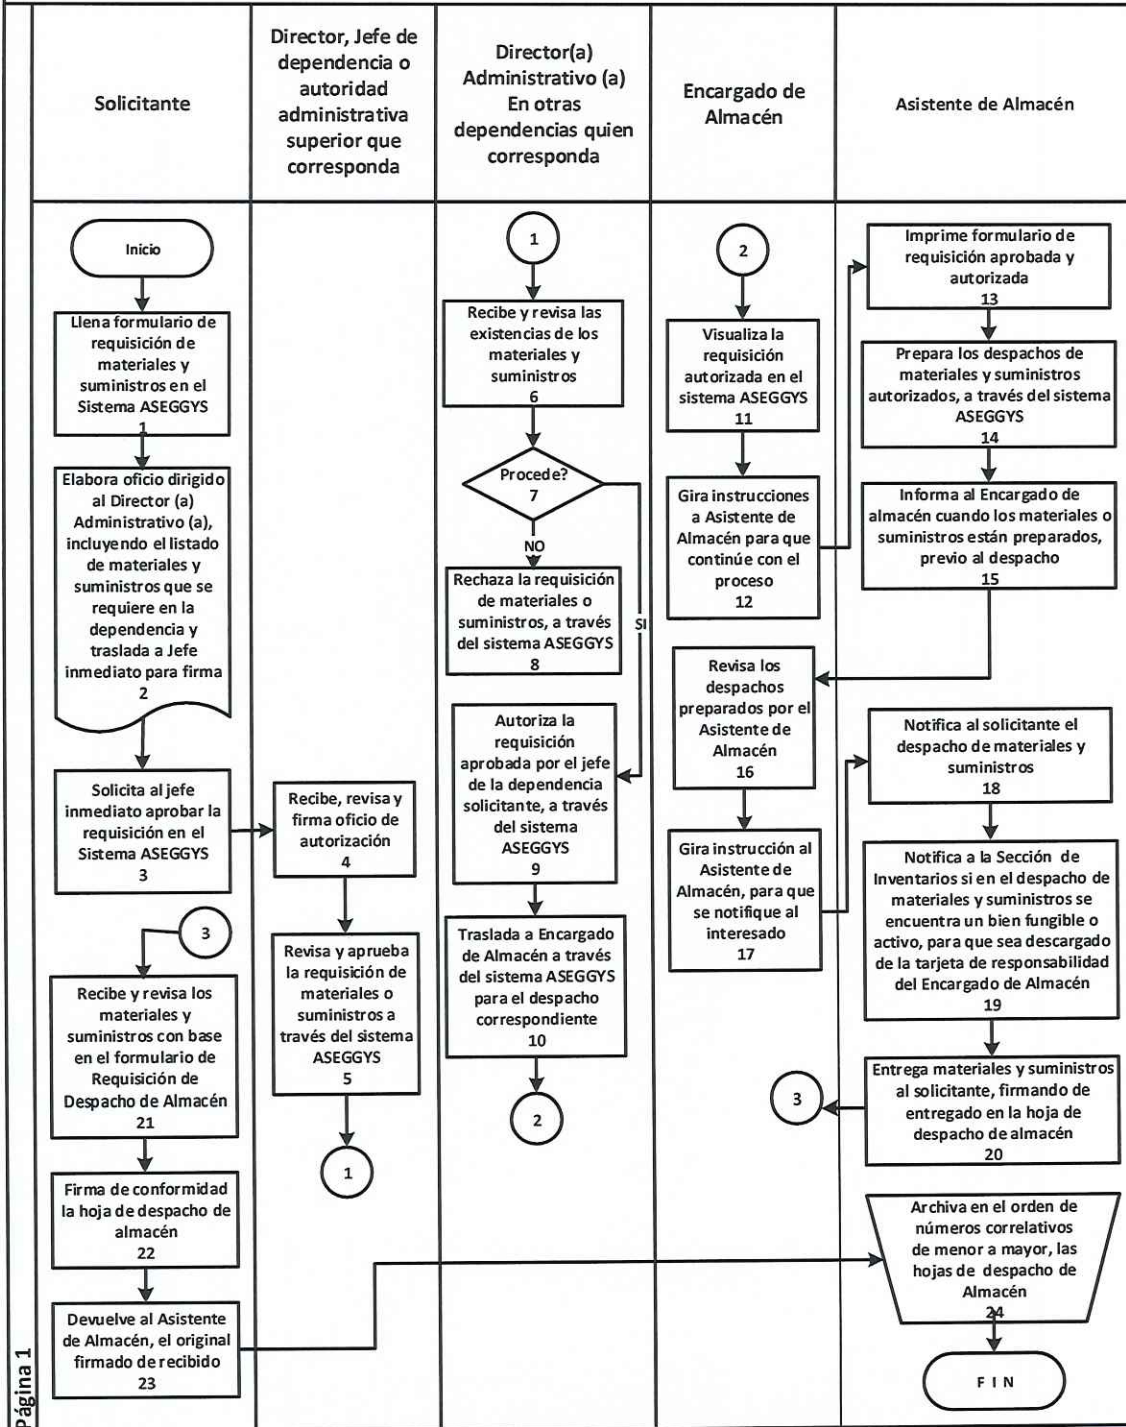 Solicitante
Director, Jefe de
dependencia o
autoridad
administrativa
superior que
corresponda
Director(a)
Administrativo (a)
En otras
dependencias quien
corresponda
Encargado de
Almacén
Asistente de Almacén
Inicio
Llena formulario de
requisición de
materiales y
suministros en el
Sistema ASEGGYS
1
Elabora oficio dirigido
al Director (a)
Administrativo (a),
incluyendo el listado
de materiales y
suministros que se
requiere en la
dependencia y
traslada a Jefe
inmediato para firma
2
Solicita al jefe
inmediato aprobar la
requisición en el
Sistema ASEGGYS
3
3
Recibe y revisa los
materiales y
suministros con base
en el formulario de
Requisición de
Despacho de Almacén
21
Firma de conformidad
la hoja de despacho de
almacén
22
Devuelve al Asistente
de Almacén, el original
firmado de recibido
23
Recibe, revisa y
firma oficio de
autorización
4
Revisa y aprueba
la requisición de
materiales o
suministros a
través del sistema
ASEGGYS
5
1
1
Recibe y revisa las
existencias de los
materiales y
suministros
6
Procede?
7
NO
SI
Rechaza la requisición
de materiales o
suministros, a través
del sistema ASEGGYS
8
Autoriza la
requisición
aprobada por el jefe
de la dependencia
solicitante, a través
del sistema
ASEGGYS
9
Traslada a Encargado
de Almacén a través
del sistema ASEGGYS
para el despacho
correspondiente
10
2
2
Visualiza la
requisición
autorizada en el
sistema ASEGGYS
11
Gira instrucciones
a Asistente de
Almacén para que
continúe con el
proceso
12
Revisa los
despachos
preparados por el
Asistente de
Almacén
16
Gira instrucción al
Asistente de
Almacén, para que
se notifique al
interesado
17
3
Imprime formulario de
requisición aprobada y
autorizada
13
Prepara los despachos de
materiales y suministros
autorizados, a través del sistema
ASEGGYS
14
Informa al Encargado de
almacén cuando los materiales o
suministros están preparados,
previo al despacho
15
Notifica al solicitante el
despacho de materiales y
suministros
18
Notifica a la Sección de
Inventarios si en el despacho de
materiales y suministros se
encuentra un bien fungible o
activo, para que sea descargado
de la tarjeta de responsabilidad
del Encargado de Almacén
19
Entrega materiales y suministros
al solicitante, firmando de
entregado en la hoja de
despacho de almacén
20
Archiva en el orden de
números correlativos
de menor a mayor, las
hojas de despacho de
Almacén
24
F I N
Página 1